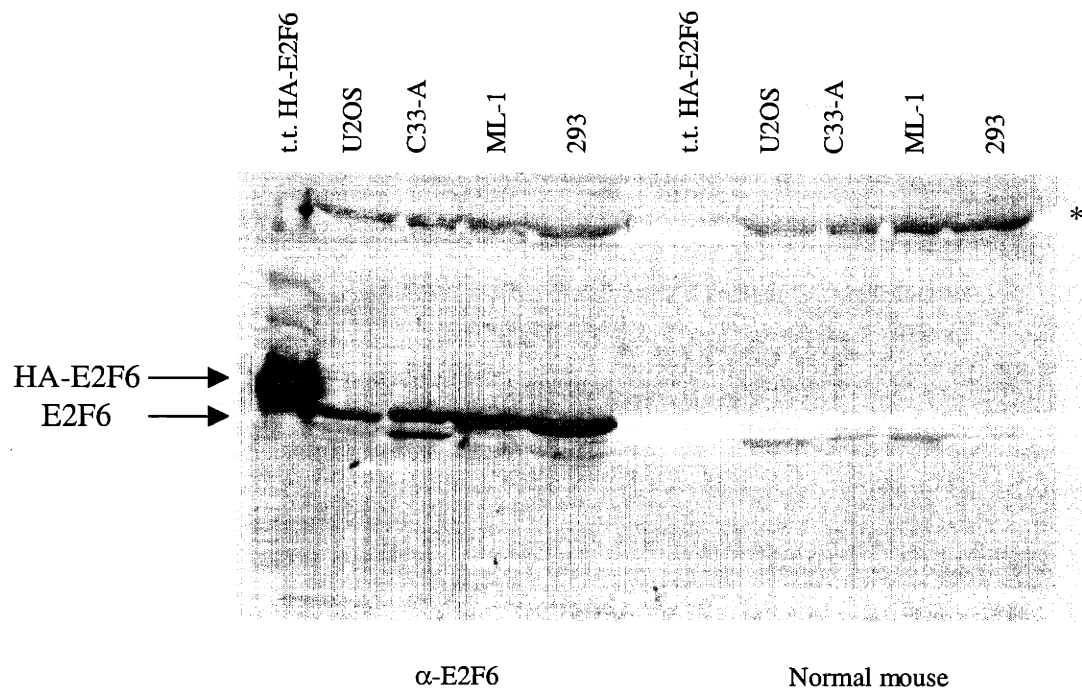 t.t. HA-E2F6
U2OS
C33-A
ML-1
293
t.t. HA-E2F6
U2OS
C33-A
ML-1
293
*
HA-E2F6
E2F6
α-E2F6
Normal mouse